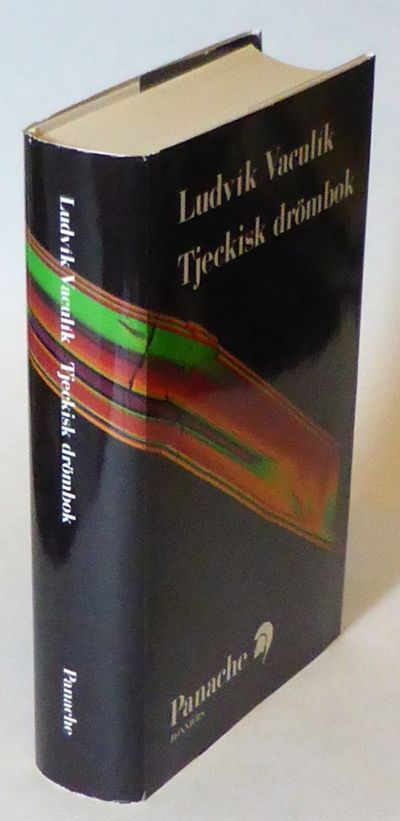 Ludvík Vaculík
Tjeckisk drömbok
Panache
BONNIERS
Ludvík Vaculík Tjeckisk drömbok
Panache